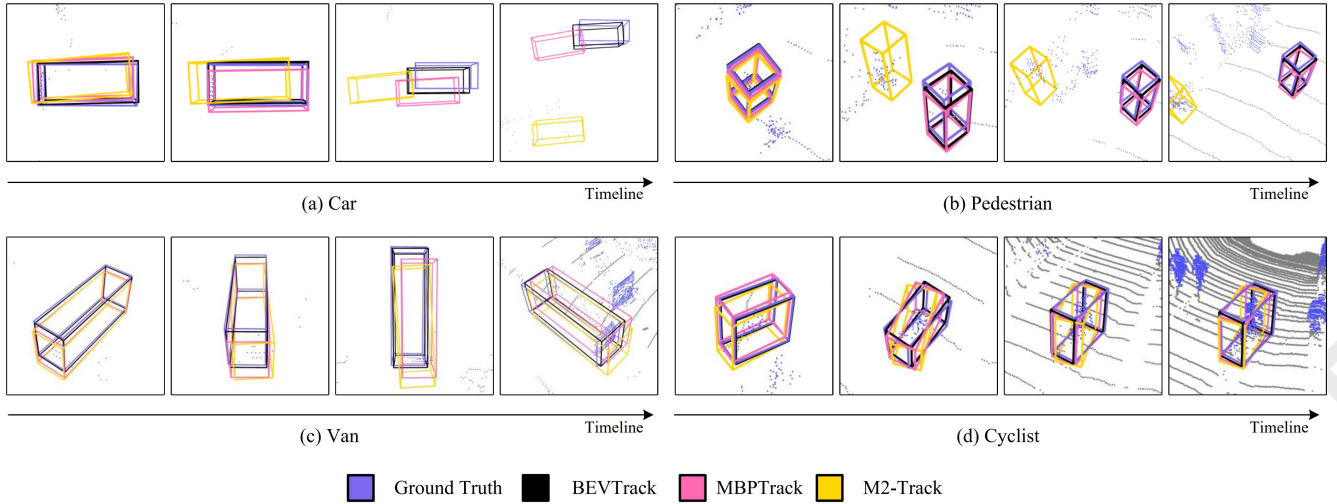 Timeline
(a) Car
Timeline
(b) Pedestrian
Timeline
(c) Van
Timeline
(d) Cyclist
Ground Truth BEVTrack MBPTrack M2-Track